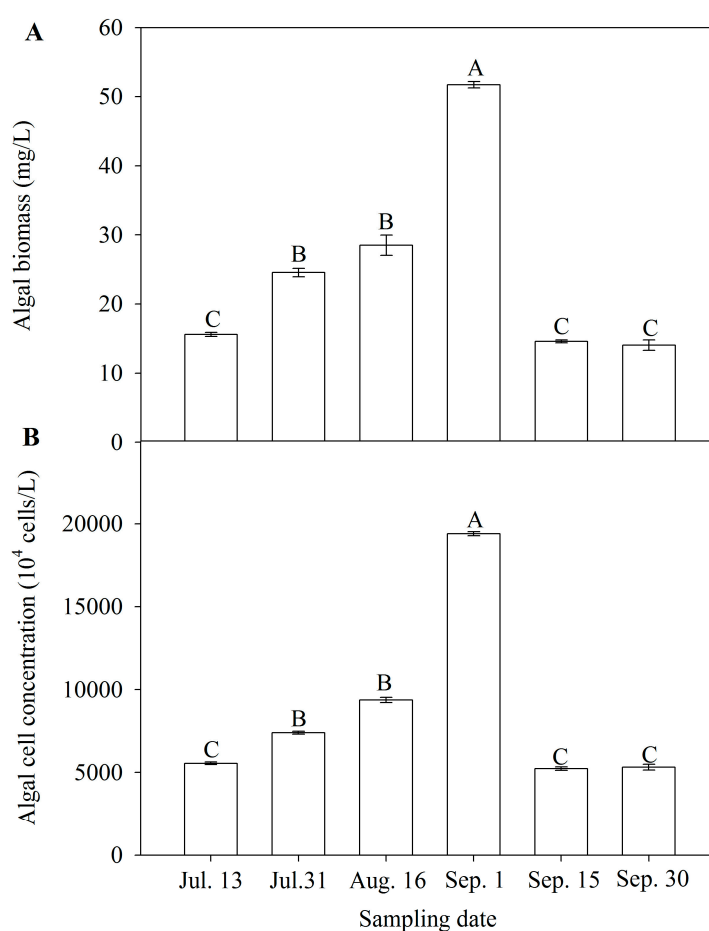 A
Algal biomass (mg/L)
60
50
40
30
20
10
0
C
B
B
A
C
C
B
Algal cell concentration (10⁴ cells/L)
20000
15000
10000
5000
0
C
B
B
A
C
C
Jul. 13 Jul.31 Aug. 16 Sep. 1 Sep. 15 Sep. 30
Sampling date